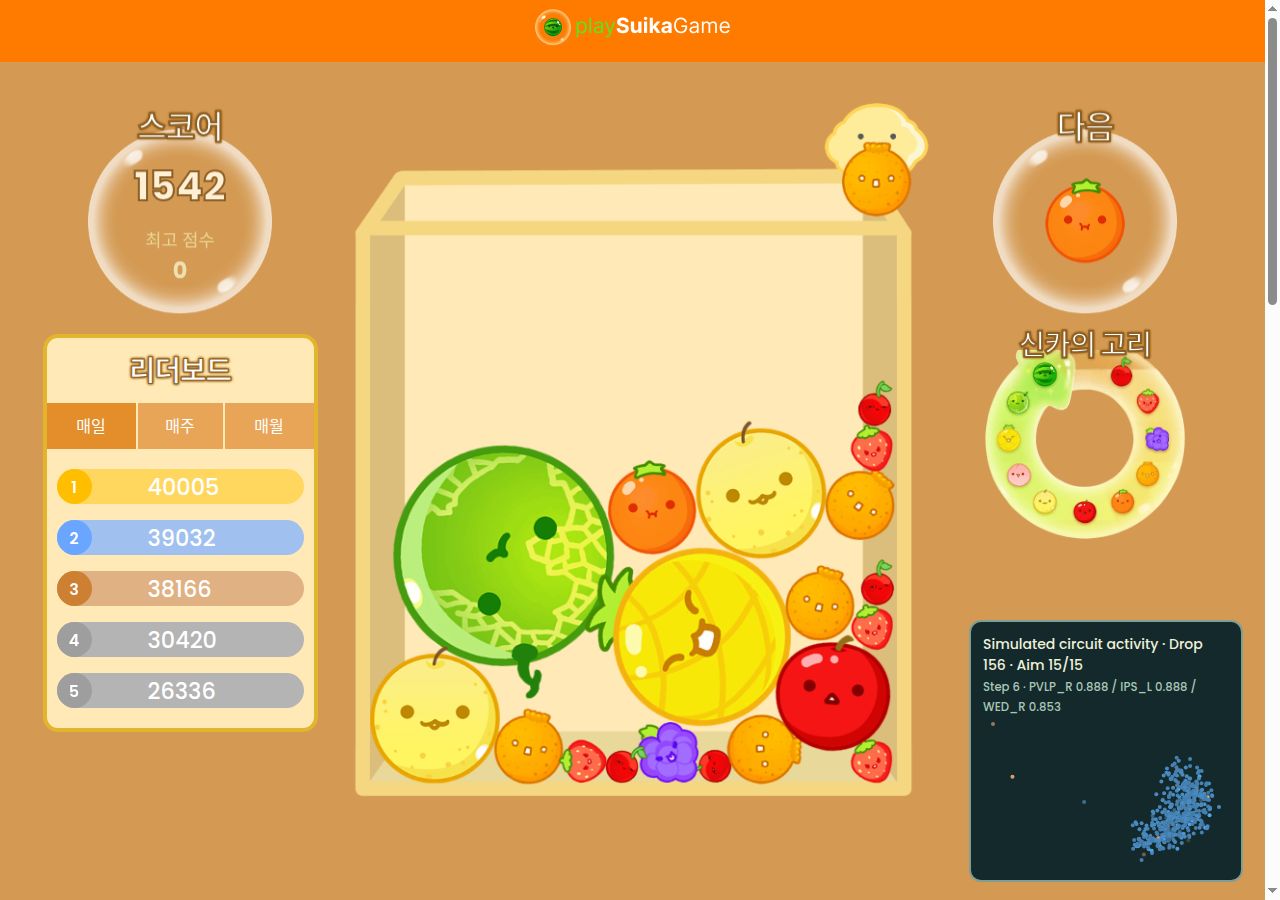 playSuikaGame
스코어
1542
최고 점수
0
리더보드
매일 매주 매월
1 40005
2 39032
3 38166
4 30420
5 26336
다음
신카의 고리
Simulated circuit activity · Drop
156 · Aim 15/15
Step 6 · PVLP_R 0.888 / IPS_L 0.888 /
WED_R 0.853